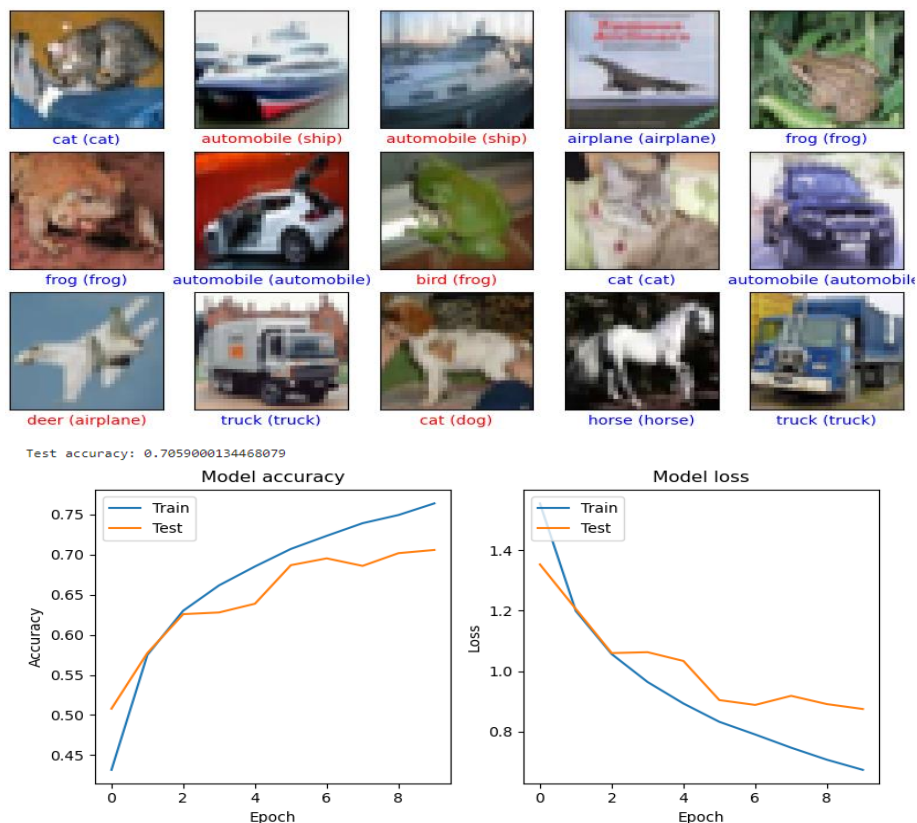 cat (cat)
automobile (ship)
automobile (ship)
airplane (airplane)
frog (frog)
frog (frog)
automobile (automobile)
bird (frog)
cat (cat)
automobile (automobile
deer (airplane)
truck (truck)
cat (dog)
horse (horse)
truck (truck)
Test accuracy: 0.7059000134468079
Model accuracy
Train
Test
0.75
0.70
0.65
0.60
0.55
0.50
0.45
Accuracy
0 2 4 6 8
Epoch
Model loss
Train
Test
1.4
1.2
1.0
0.8
Loss
0 2 4 6 8
Epoch